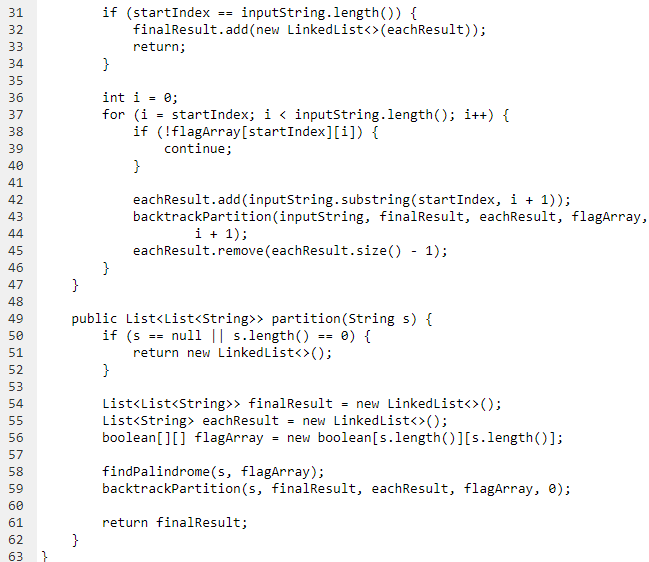 31         if (startIndex == inputString.length()) {
32             finalResult.add(new LinkedList<>(eachResult));
33             return;
34         }
35
36         int i = 0;
37         for (i = startIndex; i < inputString.length(); i++) {
38             if (!flagArray[startIndex][i]) {
39                 continue;
40             }
41
42             eachResult.add(inputString.substring(startIndex, i + 1));
43             backtrackPartition(inputString, finalResult, eachResult, flagArray,
44                     i + 1);
45             eachResult.remove(eachResult.size() - 1);
46         }
47     }
48
49     public List<List<String>> partition(String s) {
50         if (s == null || s.length() == 0) {
51             return new LinkedList<>();
52         }
53
54         List<List<String>> finalResult = new LinkedList<>();
55         List<String> eachResult = new LinkedList<>();
56         boolean[][] flagArray = new boolean[s.length()][s.length()];
57
58         findPalindrome(s, flagArray);
59         backtrackPartition(s, finalResult, eachResult, flagArray, 0);
60
61         return finalResult;
62     }
63 }